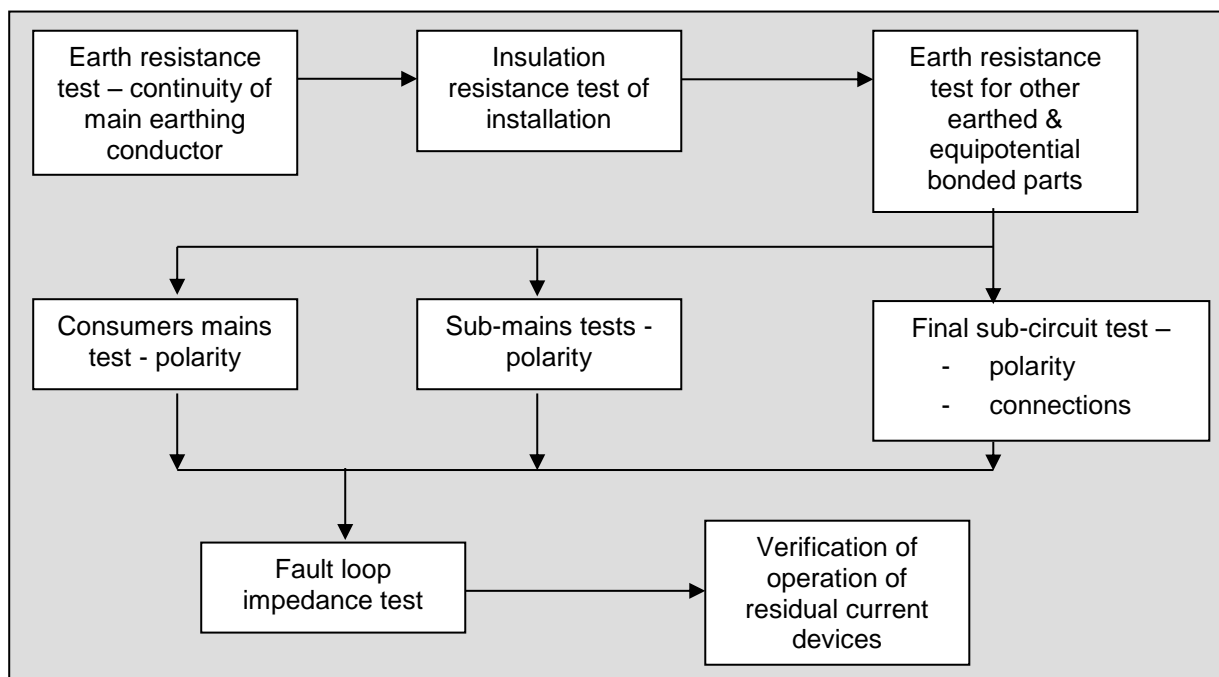 Earth resistance
test – continuity of
main earthing
conductor
Insulation
resistance test of
installation
Earth resistance
test for other
earthed &
equipotential
bonded parts
Consumers mains
test - polarity
Sub-mains tests -
polarity
Final sub-circuit test –
- polarity
- connections
Fault loop
impedance test
Verification of
operation of
residual current
devices